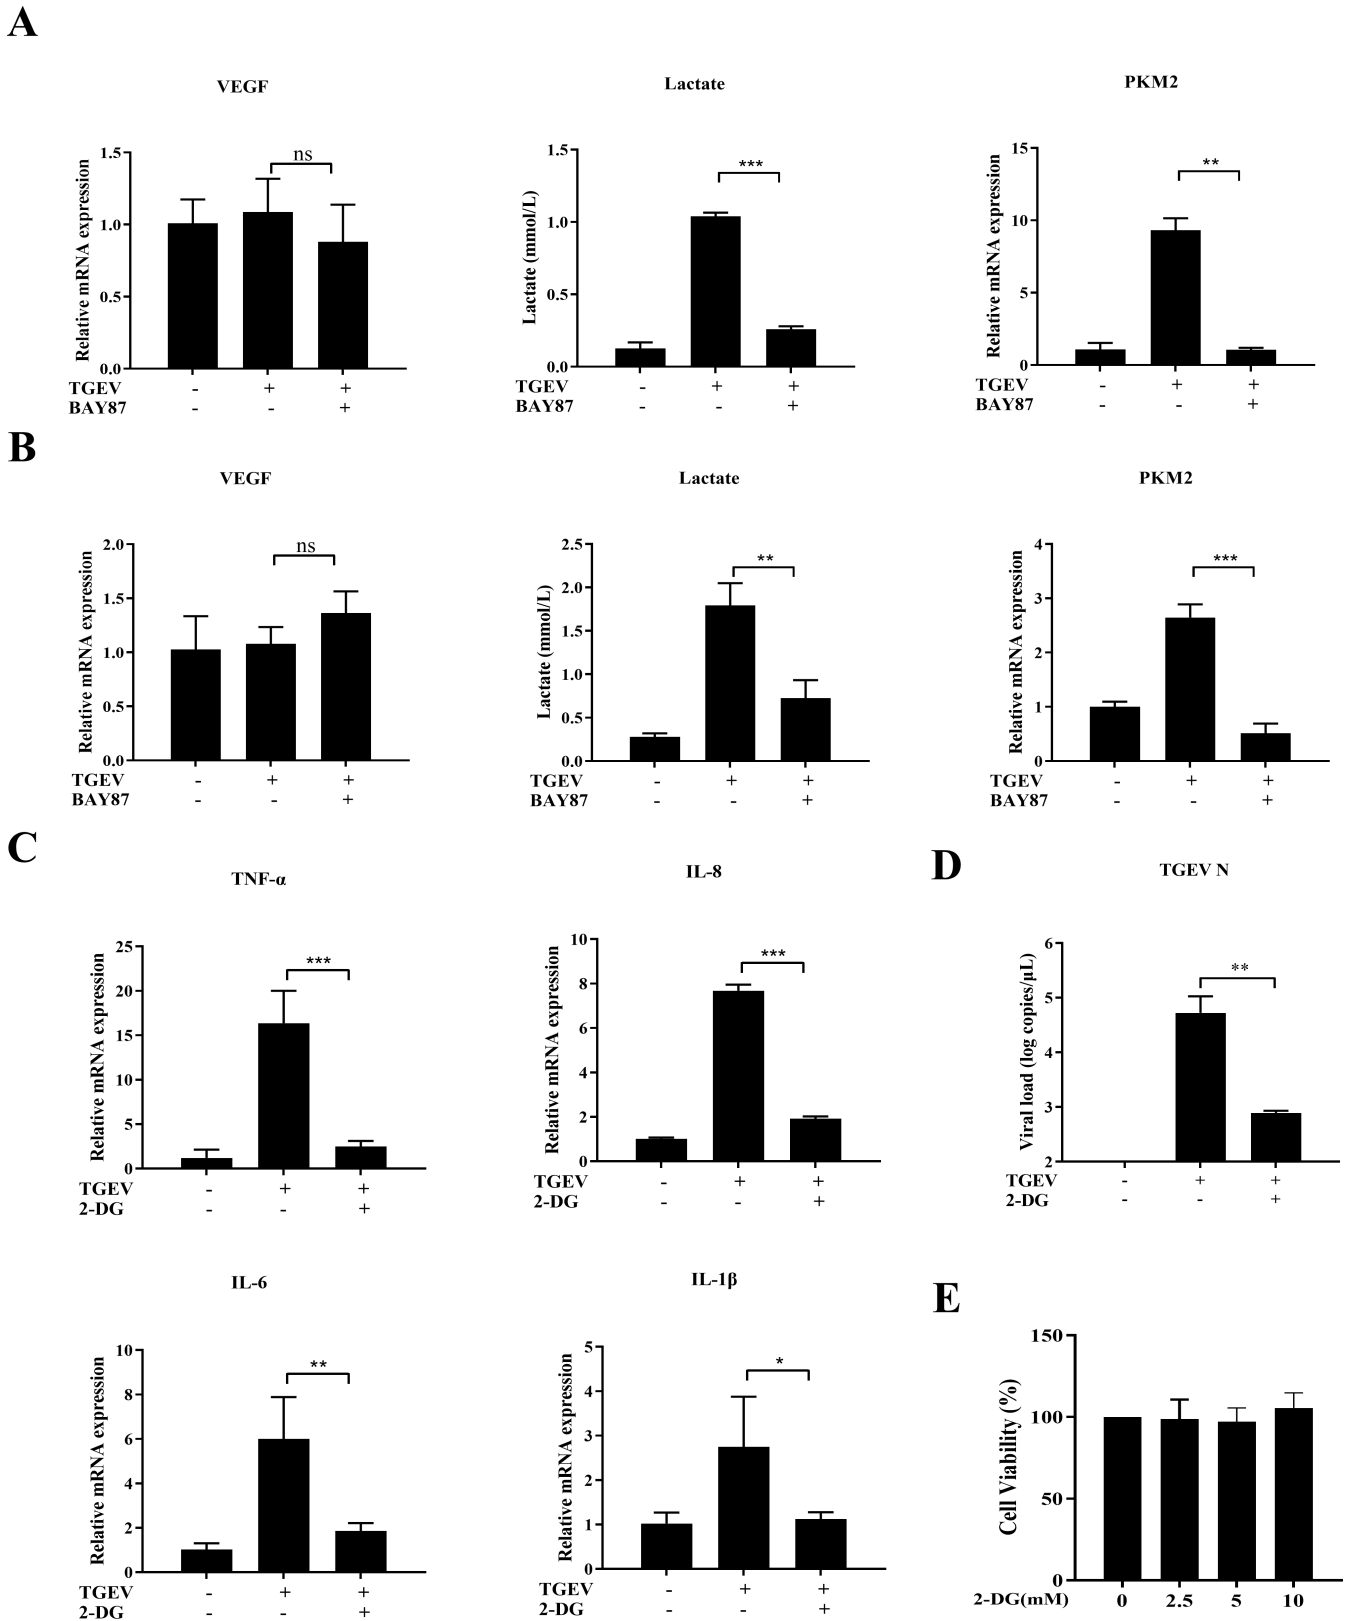 A
VEGF
Relative mRNA expression
1.5
1.0
0.5
0.0
ns
TGEV - + +
BAY87 - - +
Lactate
Lactate (mmol/L)
1.5
1.0
0.5
0.0
***
TGEV - + +
BAY87 - - +
PKM2
Relative mRNA expression
15
10
5
0
**
TGEV - + +
BAY87 - - +
B
VEGF
Relative mRNA expression
2.0
1.5
1.0
0.5
0.0
ns
TGEV - + +
BAY87 - - +
Lactate
Lactate (mmol/L)
2.5
2.0
1.5
1.0
0.5
0.0
**
TGEV - + +
BAY87 - - +
PKM2
Relative mRNA expression
4
3
2
1
0
***
TGEV - + +
BAY87 - - +
C
TNF-α
Relative mRNA expression
25
20
15
10
5
0
***
TGEV - + +
2-DG - - +
IL-8
Relative mRNA expression
10
8
6
4
2
0
***
TGEV - + +
2-DG - - +
D
TGEV N
Viral load (log copies/μL)
6
5
4
3
2
**
TGEV - + +
2-DG - - +
IL-6
Relative mRNA expression
10
8
6
4
2
0
**
TGEV - + +
2-DG - - +
IL-1β
Relative mRNA expression
5
4
3
2
1
0
*
TGEV - + +
2-DG - - +
E
Cell Viability (%)
150
100
50
0
2-DG(mM) 0 2.5 5 10